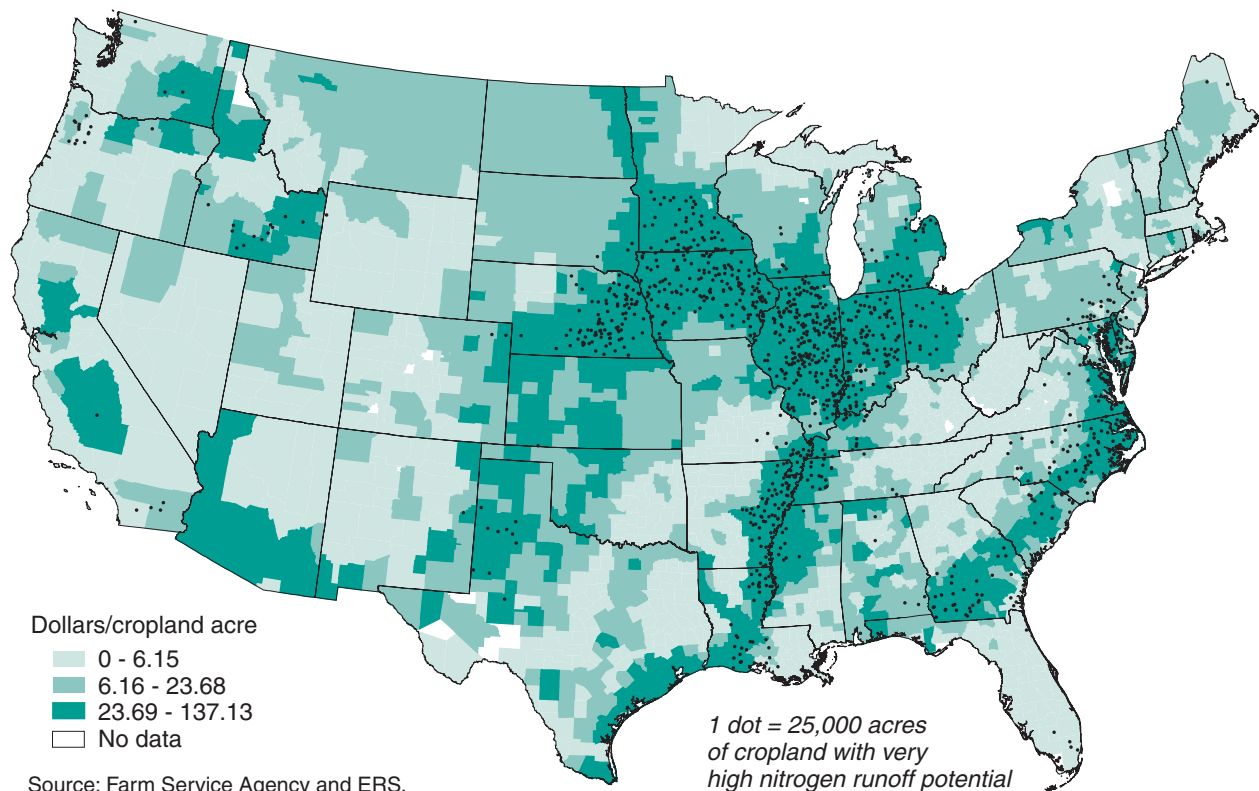 Dollars/cropland acre
0 - 6.15
6.16 - 23.68
23.69 - 137.13
No data
Source: Farm Service Agency and ERS.
1 dot = 25,000 acres
of cropland with very
high nitrogen runoff potential